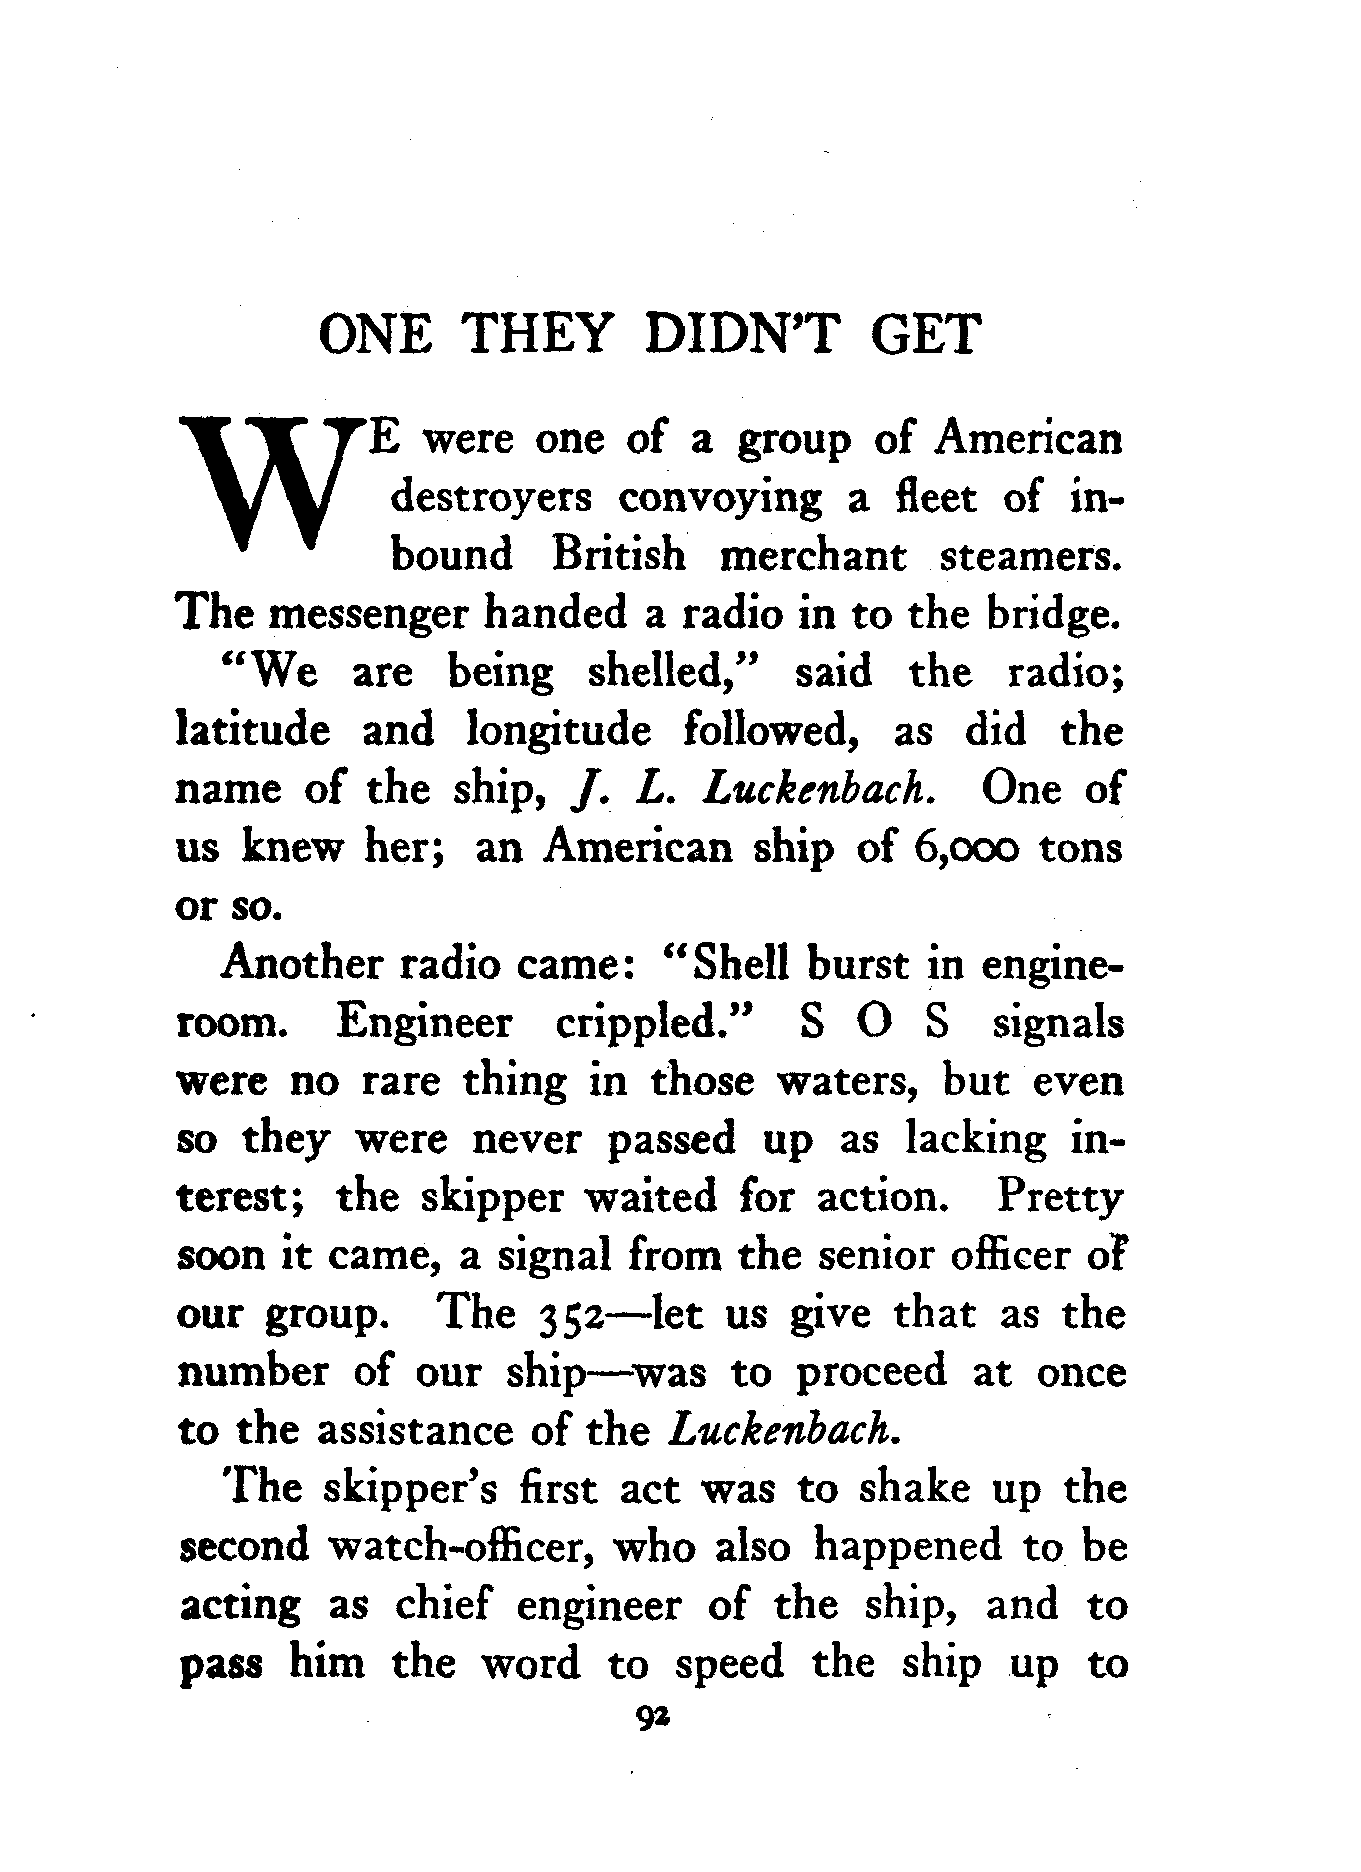 ONE THEY DIDN'T GET
WE were one of a group of American
destroyers convoying a fleet of in-
bound British merchant steamers.
The messenger handed a radio in to the bridge.
“We are being shelled,” said the radio;
latitude and longitude followed, as did the
name of the ship, J. L. Luckenbach. One of
us knew her; an American ship of 6,000 tons
or so.
Another radio came: “Shell burst in engine-
room. Engineer crippled.” S O S signals
were no rare thing in those waters, but even
so they were never passed up as lacking in-
terest; the skipper waited for action. Pretty
soon it came, a signal from the senior officer of
our group. The 352—let us give that as the
number of our ship—was to proceed at once
to the assistance of the Luckenbach.
The skipper's first act was to shake up the
second watch-officer, who also happened to be
acting as chief engineer of the ship, and to
pass him the word to speed the ship up to
92